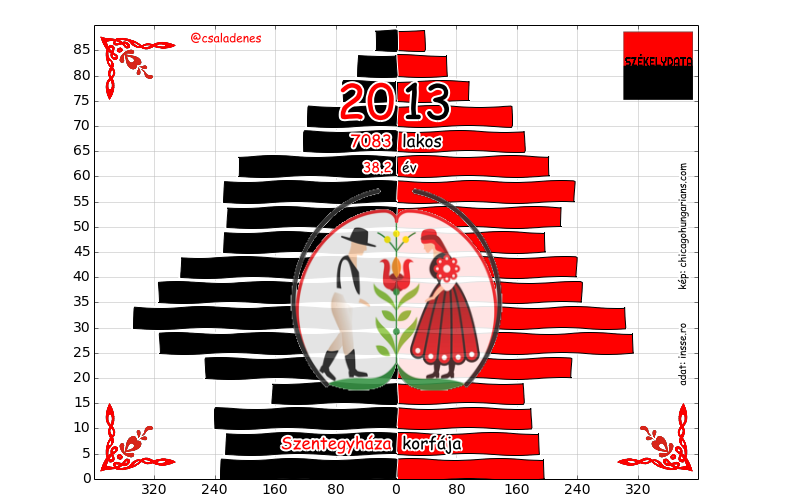 @csaladenes
SZÉKELYDATA
2013
7083 lakos
38.2 év
kép: chicagohungarians.com
adat: insse.ro
Szentegyháza korfája
85
80
75
70
65
60
55
50
45
40
35
30
25
20
15
10
5
0
320 240 160 80 0 80 160 240 320